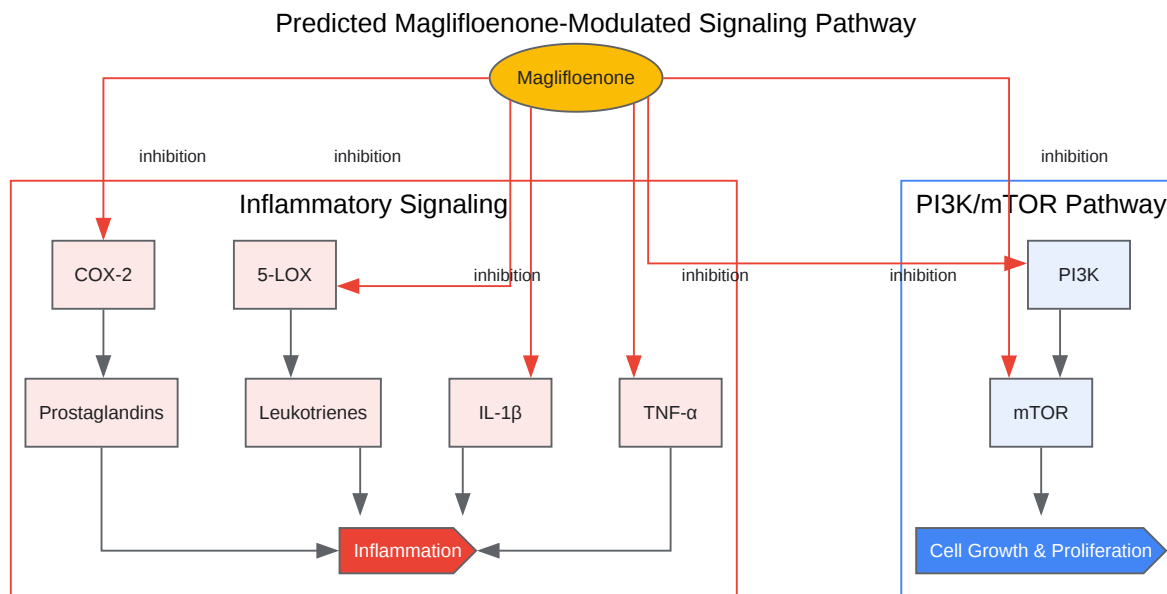 Predicted Maglifloenone-Modulated Signaling Pathway
Maglifloenone
inhibition
inhibition
inhibition
Inflammatory Signaling
PI3K/mTOR Pathway
COX-2
5-LOX
inhibition
inhibition
inhibition
PI3K
Prostaglandins
Leukotrienes
IL-1β
TNF-α
mTOR
Inflammation
Cell Growth & Proliferation